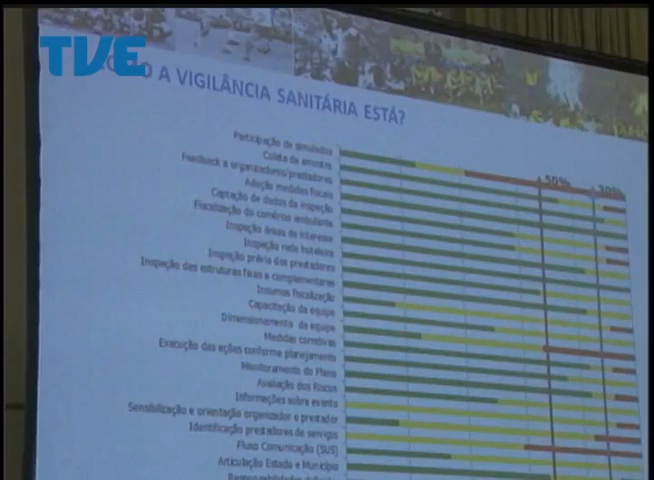 TVE
COMO A VIGILÂNCIA SANITÁRIA ESTÁ?
Participação de simulados
Coleta de amostra
Feedback a organizadores/prestadores
Adoção medidas fiscais
Captação de dados da inspeção
Fiscalização do comércio ambulante
Inspeção áreas de interesse
Inspeção rede hoteleira
Inspeção prévia dos prestadores
Inspeção das estruturas fixas e complementares
Insumos fiscalização
Capacitação da equipe
Dimensionamento da equipe
Medidas corretivas
Execução das ações conforme planejamento
Monitoramento do Plano
Avaliação dos Riscos
Informações sobre evento
Sensibilização e orientação organizador e prestador
Identificação prestadores de serviços
Fluxo Comunicação (SUS)
Articulação Estado e Município
Responsabilidades
50%